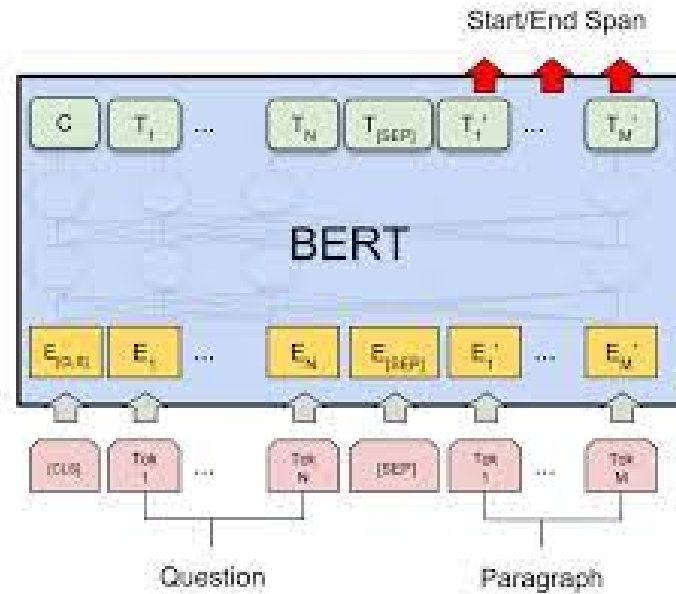 Start/End Span
C T1 ... TN T[SEP] T1' ... TM'
BERT
E[CLS] E1 ... EN E[SEP] E1' ... EM'
[CLS] Tok 1 ... Tok N [SEP] Tok 1 ... Tok M
Question Paragraph